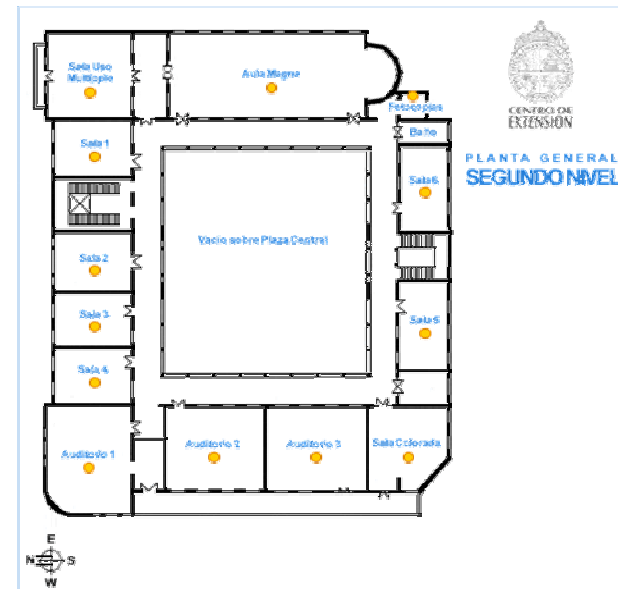 Sala Uso
Multiple
Aula Magna
Fotocopias
Baño
Sala 1
Sala 6
CENTRO DE
EXTENSION
PLANTA GENERAL
SEGUNDO NIVEL
Vacio sobre Plaza Central
Sala 2
Sala 3
Sala 5
Sala 4
Auditorio 1
Auditorio 2
Auditorio 3
Sala Colorada
E
N S
W